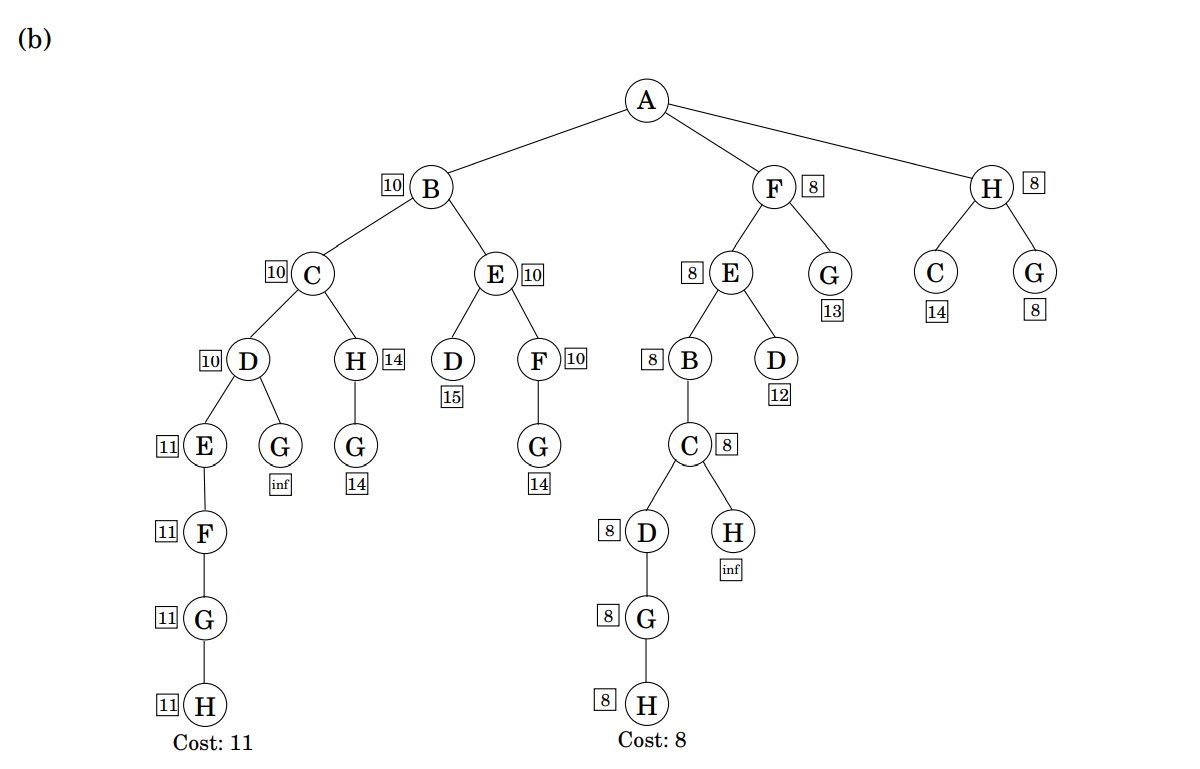 (b)
A
10 B F 8 H 8
10 C E 10 8 E G C G
13 14 8
10 D H 14 D F 10 8 B D
15 12
11 E G G G C 8
inf 14 14
11 F 8 D H
inf
11 G 8 G
11 H 8 H
Cost: 11 Cost: 8